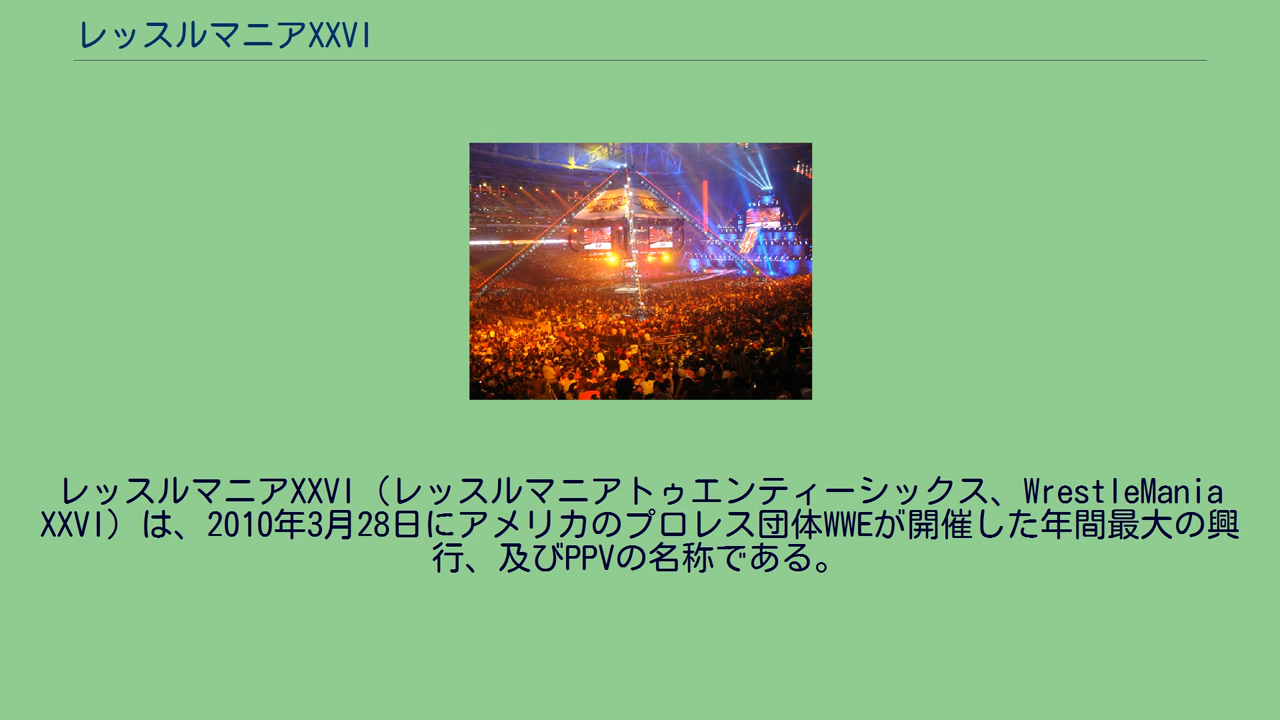 レッスルマニアXXVI
レッスルマニアXXVI（レッスルマニアトゥエンティーシックス、WrestleMania
XXVI）は、2010年3月28日にアメリカのプロレス団体WWEが開催した年間最大の興
行、及びPPVの名称である。